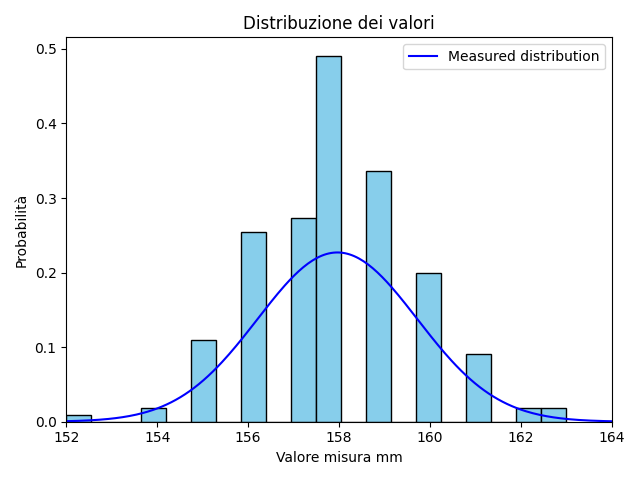 Distribuzione dei valori
Measured distribution
Probabilità
0.5
0.4
0.3
0.2
0.1
0.0
152 154 156 158 160 162 164
Valore misura mm